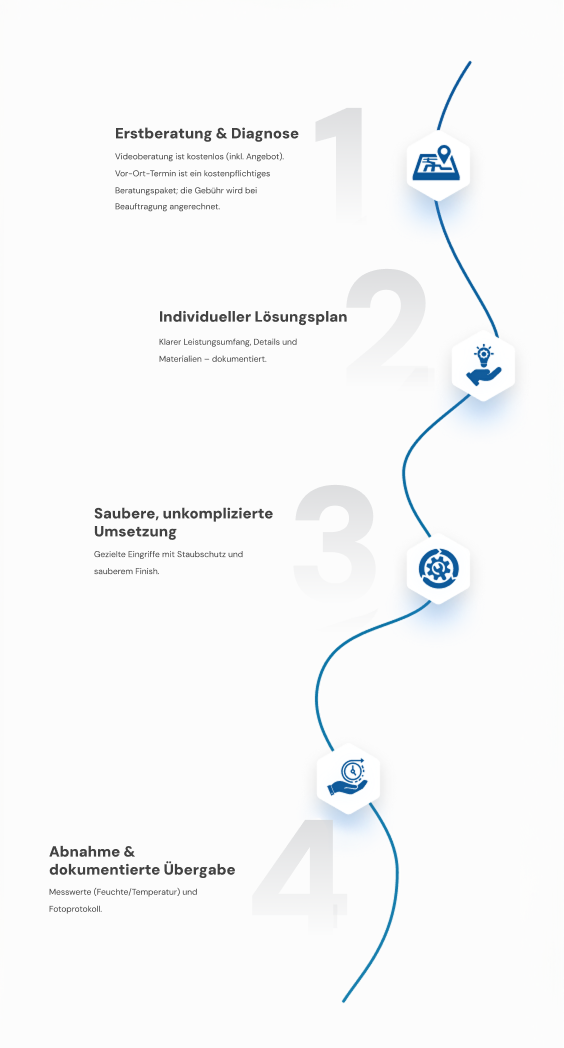 1
Erstberatung & Diagnose
Videoberatung ist kostenlos (inkl. Angebot).
Vor-Ort-Termin ist ein kostenpflichtiges
Beratungspaket; die Gebühr wird bei
Beauftragung angerechnet.
2
Individueller Lösungsplan
Klarer Leistungsumfang, Details und
Materialien – dokumentiert.
3
Saubere, unkomplizierte
Umsetzung
Gezielte Eingriffe mit Staubschutz und
sauberem Finish.
4
Abnahme &
dokumentierte Übergabe
Messwerte (Feuchte/Temperatur) und
Fotoprotokoll.